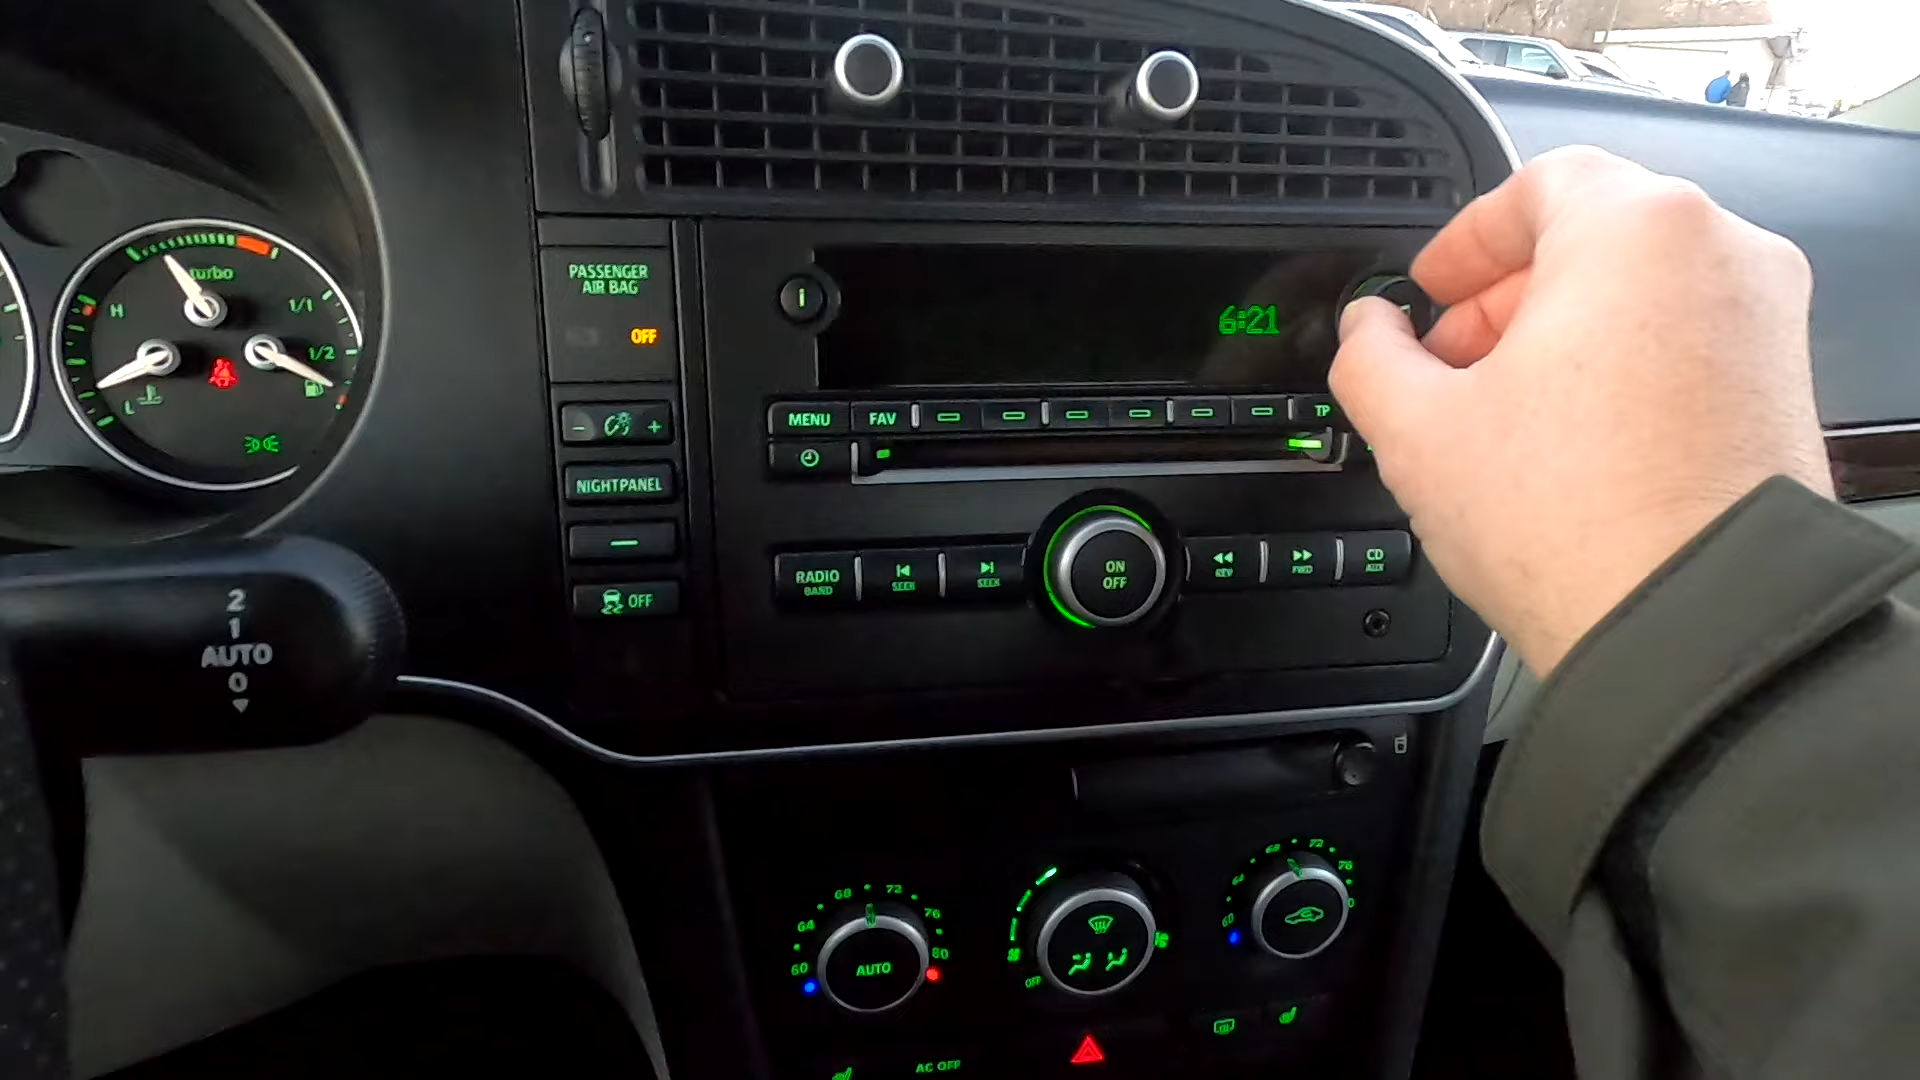 turbo
H
1/1
1/2
L
PASSENGER
AIR BAG
OFF
- +
NIGHTPANEL
OFF
i
6:21
MENU
FAV
TP
RADIO
BAND
SEEK
SEEK
ON
OFF
REV
FWD
CD
AUX
2
1
AUTO
0
60
64
68
72
76
80
AUTO
OFF
60
64
68
72
76
0
AC OFF